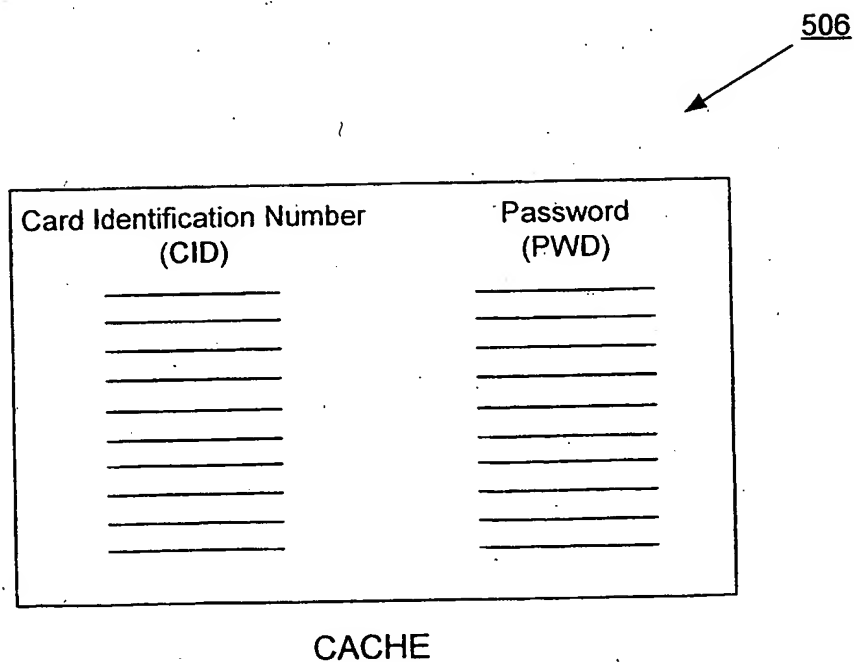 506
Card Identification Number
(CID)
Password
(PWD)
CACHE